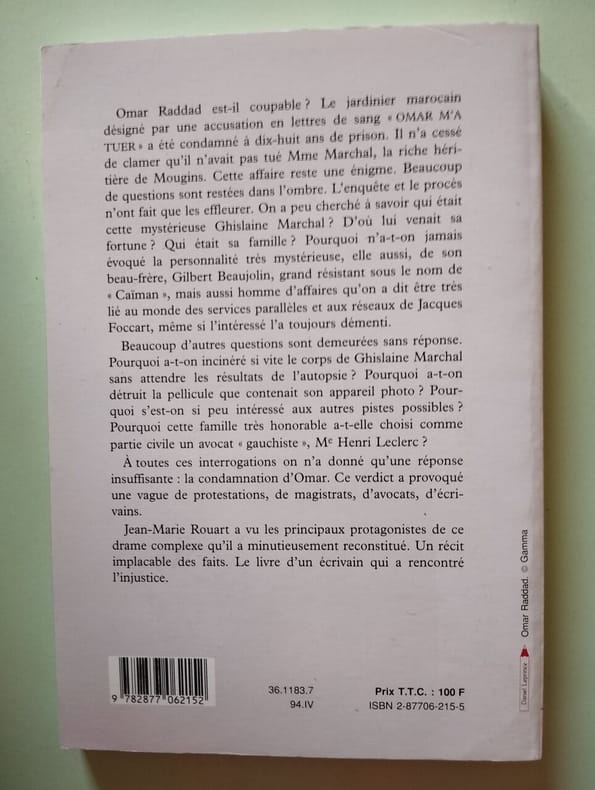 Omar Raddad est-il coupable ? Le jardinier marocain
désigné par une accusation en lettres de sang « OMAR M'A
TUER » a été condamné à dix-huit ans de prison. Il n'a cessé
de clamer qu'il n'avait pas tué Mme Marchal, la riche héri-
tière de Mougins. Cette affaire reste une énigme. Beaucoup
de questions sont restées dans l'ombre. L'enquête et le procès
n'ont fait que les effleurer. On a peu cherché à savoir qui était
cette mystérieuse Ghislaine Marchal ? D'où lui venait sa
fortune ? Qui était sa famille ? Pourquoi n'a-t-on jamais
évoqué la personnalité très mystérieuse, elle aussi, de son
beau-frère, Gilbert Beaujolin, grand résistant sous le nom de
« Caïman », mais aussi homme d'affaires qu'on a dit être très
lié au monde des services parallèles et aux réseaux de Jacques
Foccart, même si l'intéressé l'a toujours démenti.
Beaucoup d'autres questions sont demeurées sans réponse.
Pourquoi a-t-on incinéré si vite le corps de Ghislaine Marchal
sans attendre les résultats de l'autopsie ? Pourquoi a-t-on
détruit la pellicule que contenait son appareil photo ? Pour-
quoi s'est-on si peu intéressé aux autres pistes possibles ?
Pourquoi cette famille très honorable a-t-elle choisi comme
partie civile un avocat « gauchiste », Me Henri Leclerc ?
À toutes ces interrogations on n'a donné qu'une réponse
insuffisante : la condamnation d'Omar. Ce verdict a provoqué
une vague de protestations, de magistrats, d'avocats, d'écri-
vains.
Jean-Marie Rouart a vu les principaux protagonistes de ce
drame complexe qu'il a minutieusement reconstitué. Un récit
implacable des faits. Le livre d'un écrivain qui a rencontré
l'injustice.
9 782877 062152
36.1183.7
94.IV
Prix T.T.C. : 100 F
ISBN 2-87706-215-5
Daniel Leprince
Omar Raddad. © Gamma